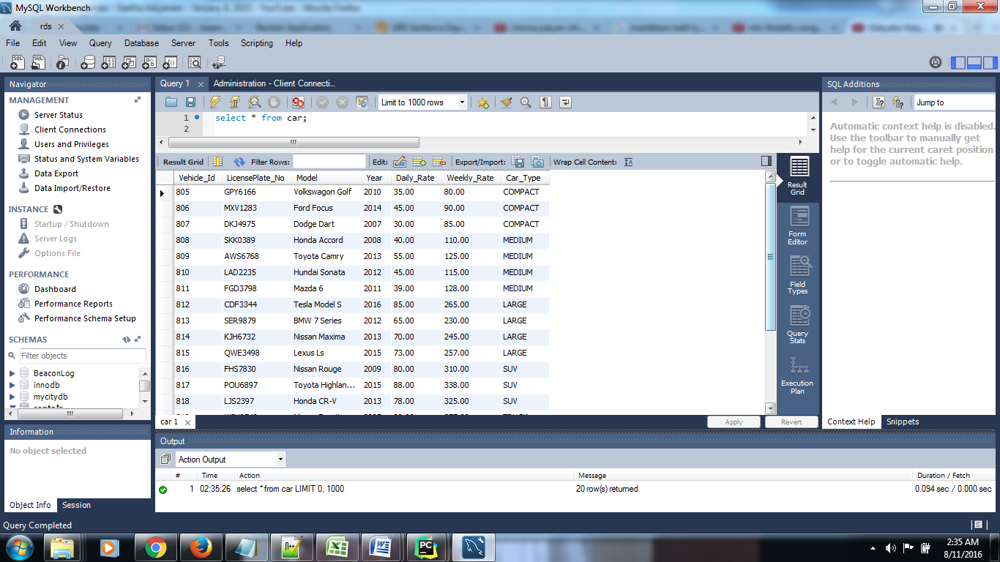 MySQL Workbench
rds
File Edit View Query Database Server Tools Scripting Help
Navigator
MANAGEMENT
Server Status
Client Connections
Users and Privileges
Status and System Variables
Data Export
Data Import/Restore
INSTANCE
Startup / Shutdown
Server Logs
Options File
PERFORMANCE
Dashboard
Performance Reports
Performance Schema Setup
SCHEMAS
Filter objects
BeaconLog
innodb
mycitydb
rentals
Information
No object selected
Object Info Session
Query 1 Administration - Client Connecti...
Limit to 1000 rows
1 select * from car;
2
Result Grid Filter Rows: Edit: Export/Import: Wrap Cell Content:
Vehicle_Id LicensePlate_No Model Year Daily_Rate Weekly_Rate Car_Type
805 GPY6166 Volkswagon Golf 2010 35.00 80.00 COMPACT
806 MXV1283 Ford Focus 2014 45.00 90.00 COMPACT
807 DKJ4975 Dodge Dart 2007 30.00 85.00 COMPACT
808 SKK0389 Honda Accord 2008 40.00 110.00 MEDIUM
809 AWS6768 Toyota Camry 2013 55.00 125.00 MEDIUM
810 LAD2235 Hundai Sonata 2012 45.00 115.00 MEDIUM
811 FGD3798 Mazda 6 2011 39.00 128.00 MEDIUM
812 CDF3344 Tesla Model S 2016 85.00 265.00 LARGE
813 SER9879 BMW 7 Series 2012 65.00 230.00 LARGE
814 KJH6732 Nissan Maxima 2013 70.00 245.00 LARGE
815 QWE3498 Lexus Ls 2015 73.00 257.00 LARGE
816 FHS7830 Nissan Rouge 2009 80.00 310.00 SUV
817 POU6897 Toyota Highlan... 2015 88.00 338.00 SUV
818 LJS2397 Honda CR-V 2013 78.00 325.00 SUV
car 1
Apply Revert
Result
Grid
Form
Editor
Field
Types
Query
Stats
Execution
Plan
SQL Additions
Jump to
Automatic context help is disabled.
Use the toolbar to manually get
help for the current caret position
or to toggle automatic help.
Context Help Snippets
Output
Action Output
# Time Action Message Duration / Fetch
1 02:35:26 select * from car LIMIT 0, 1000 20 row(s) returned 0.094 sec / 0.000 sec
Query Completed
2:35 AM
8/11/2016